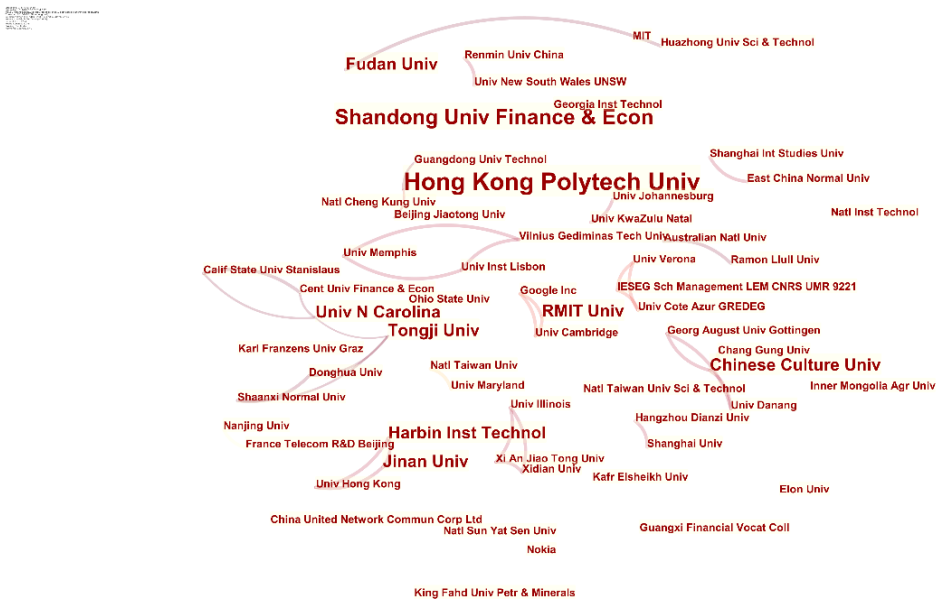 MIT
Huazhong Univ Sci & Technol
Renmin Univ China
Fudan Univ
Univ New South Wales UNSW
Georgia Inst Technol
Shandong Univ Finance & Econ
Shanghai Int Studies Univ
Guangdong Univ Technol
East China Normal Univ
Hong Kong Polytech Univ
Univ Johannesburg
Natl Cheng Kung Univ
Natl Inst Technol
Beijing Jiaotong Univ
Univ KwaZulu Natal
Vilnius Gediminas Tech Univ
Australian Natl Univ
Univ Memphis
Univ Verona
Ramon Llull Univ
Calif State Univ Stanislaus
Univ Inst Lisbon
Cent Univ Finance & Econ
Google Inc
IESEG Sch Management LEM CNRS UMR 9221
Ohio State Univ
Univ Cote Azur GREDEG
Univ N Carolina
RMIT Univ
Tongji Univ
Univ Cambridge
Georg August Univ Gottingen
Karl Franzens Univ Graz
Chang Gung Univ
Natl Taiwan Univ
Chinese Culture Univ
Donghua Univ
Univ Maryland
Natl Taiwan Univ Sci & Technol
Inner Mongolia Agr Univ
Shaanxi Normal Univ
Univ Illinois
Univ Danang
Hangzhou Dianzi Univ
Nanjing Univ
Harbin Inst Technol
France Telecom R&D Beijing
Shanghai Univ
Jinan Univ
Xi An Jiao Tong Univ
Xidian Univ
Kafr Elsheikh Univ
Univ Hong Kong
Elon Univ
China United Network Commun Corp Ltd
Natl Sun Yat Sen Univ
Guangxi Financial Vocat Coll
Nokia
King Fahd Univ Petr & Minerals